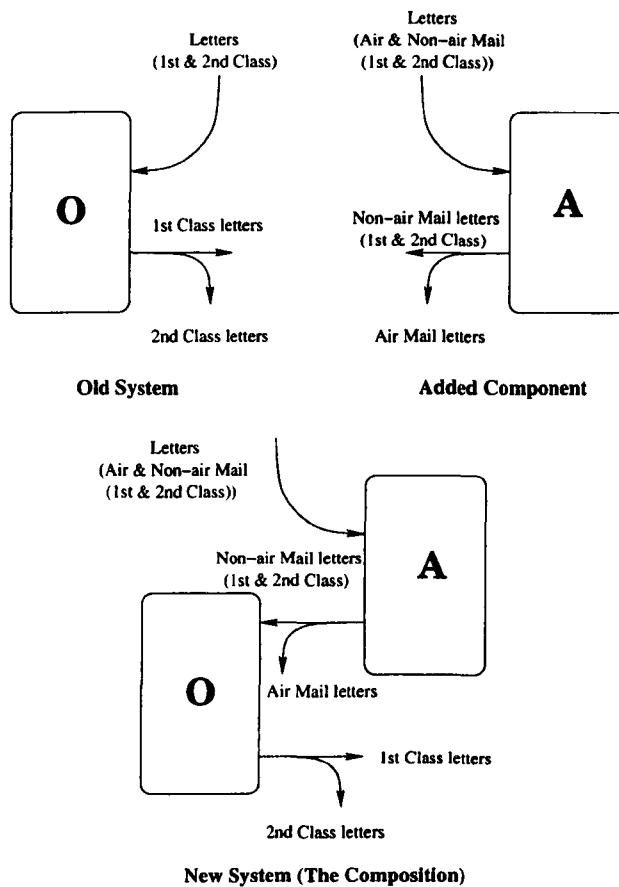 Letters
(1st & 2nd Class)
O
1st Class letters
2nd Class letters
Old System
Letters
(Air & Non-air Mail
(1st & 2nd Class))
A
Non-air Mail letters
(1st & 2nd Class)
Air Mail letters
Added Component
Letters
(Air & Non-air Mail
(1st & 2nd Class))
A
Non-air Mail letters
(1st & 2nd Class)
O
Air Mail letters
1st Class letters
2nd Class letters
New System (The Composition)